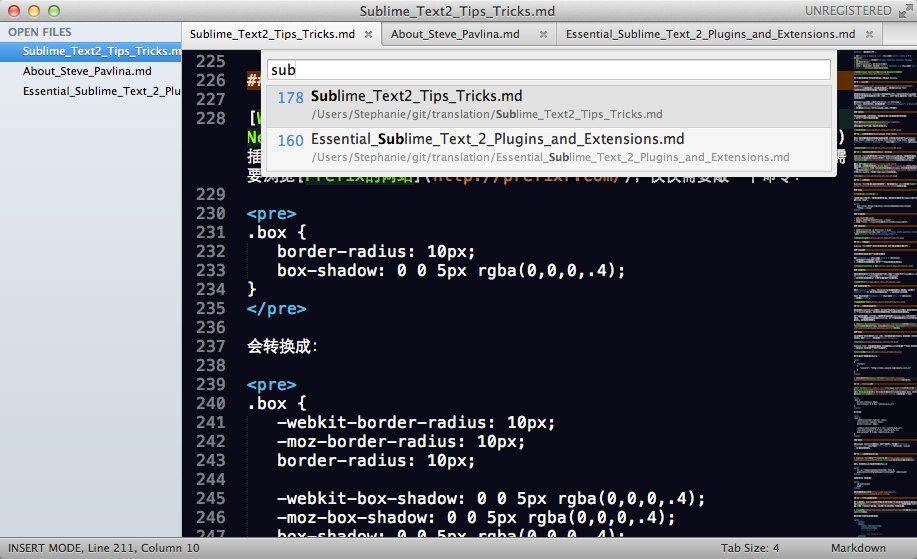 Sublime_Text2_Tips_Tricks.md
UNREGISTERED
OPEN FILES
Sublime_Text2_Tips_Tricks.m
About_Steve_Pavlina.md
Essential_Sublime_Text_2_Plu
Sublime_Text2_Tips_Tricks.md
About_Steve_Pavlina.md
Essential_Sublime_Text_2_Plugins_and_Extensions.md
sub
178 Sublime_Text2_Tips_Tricks.md
/Users/Stephanie/git/translation/Sublime_Text2_Tips_Tricks.md
160 Essential_Sublime_Text_2_Plugins_and_Extensions.md
/Users/Stephanie/git/translation/Essential_Sublime_Text_2_Plugins_and_Extensions.md
225
226 ##
227
228 [
Ne
插
要浏览[Prefix的网站](http://prefixr.com/)，仅仅需要敲一个命令：
229
230 <pre>
231 .box {
232 border-radius: 10px;
233 box-shadow: 0 0 5px rgba(0,0,0,.4);
234 }
235 </pre>
236
237 会转换成：
238
239 <pre>
240 .box {
241 -webkit-border-radius: 10px;
242 -moz-border-radius: 10px;
243 border-radius: 10px;
244
245 -webkit-box-shadow: 0 0 5px rgba(0,0,0,.4);
246 -moz-box-shadow: 0 0 5px rgba(0,0,0,.4);
247 box-shadow: 0 0 5px rgba(0,0,0,.4);
INSERT MODE, Line 211, Column 10
Tab Size: 4
Markdown